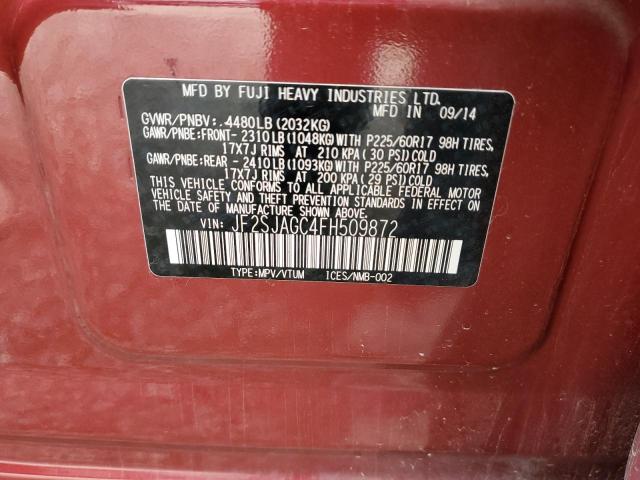 MFD BY FUJI HEAVY INDUSTRIES LTD.
MFD IN 09/14
GVWR/PNBV: . 4480LB (2032KG)
GAWR/PNBE:FRONT- 2310LB (1048KG)WITH P225/60R17 98H TIRES,
17X7J RIMS AT 210 KPA( 30 PSI)COLD
GAWR/PNBE:REAR - 2410LB (1093KG)WITH P225/60R17 98H TIRES,
17X7J RIMS AT 200 KPA( 29 PSI)COLD
THIS VEHICLE CONFORMS TO ALL APPLICABLE FEDERAL MOTOR
VEHICLE SAFETY AND THEFT PREVENTION STANDARDS IN EFFECT ON
THE DATE OF MANUFACTURE SHOWN ABOVE.
VIN: JF2SJAGC4FH509872
TYPE:MPV/VTUM ICES/NMB-002